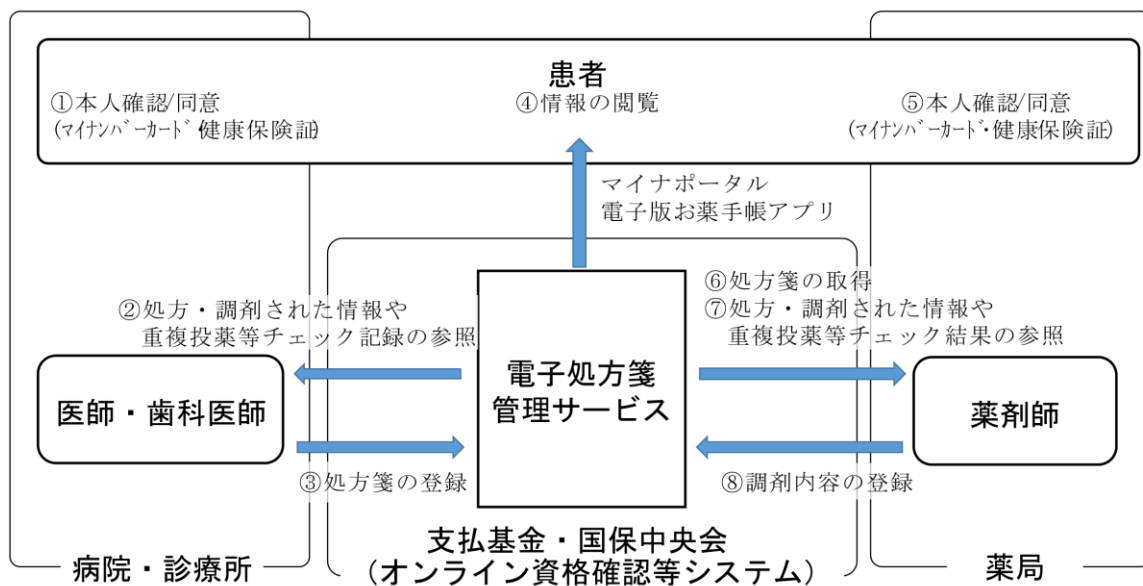 患者
①本人確認/同意
(マイナンバーカード・健康保険証)
④情報の閲覧
⑤本人確認/同意
(マイナンバーカード・健康保険証)
マイナポータル
電子版お薬手帳アプリ
②処方・調剤された情報や
重複投薬等チェック記録の参照
⑥処方箋の取得
⑦処方・調剤された情報や
重複投薬等チェック結果の参照
電子処方箋
管理サービス
医師・歯科医師
薬剤師
③処方箋の登録
⑧調剤内容の登録
支払基金・国保中央会
(オンライン資格確認等システム)
病院・診療所
薬局